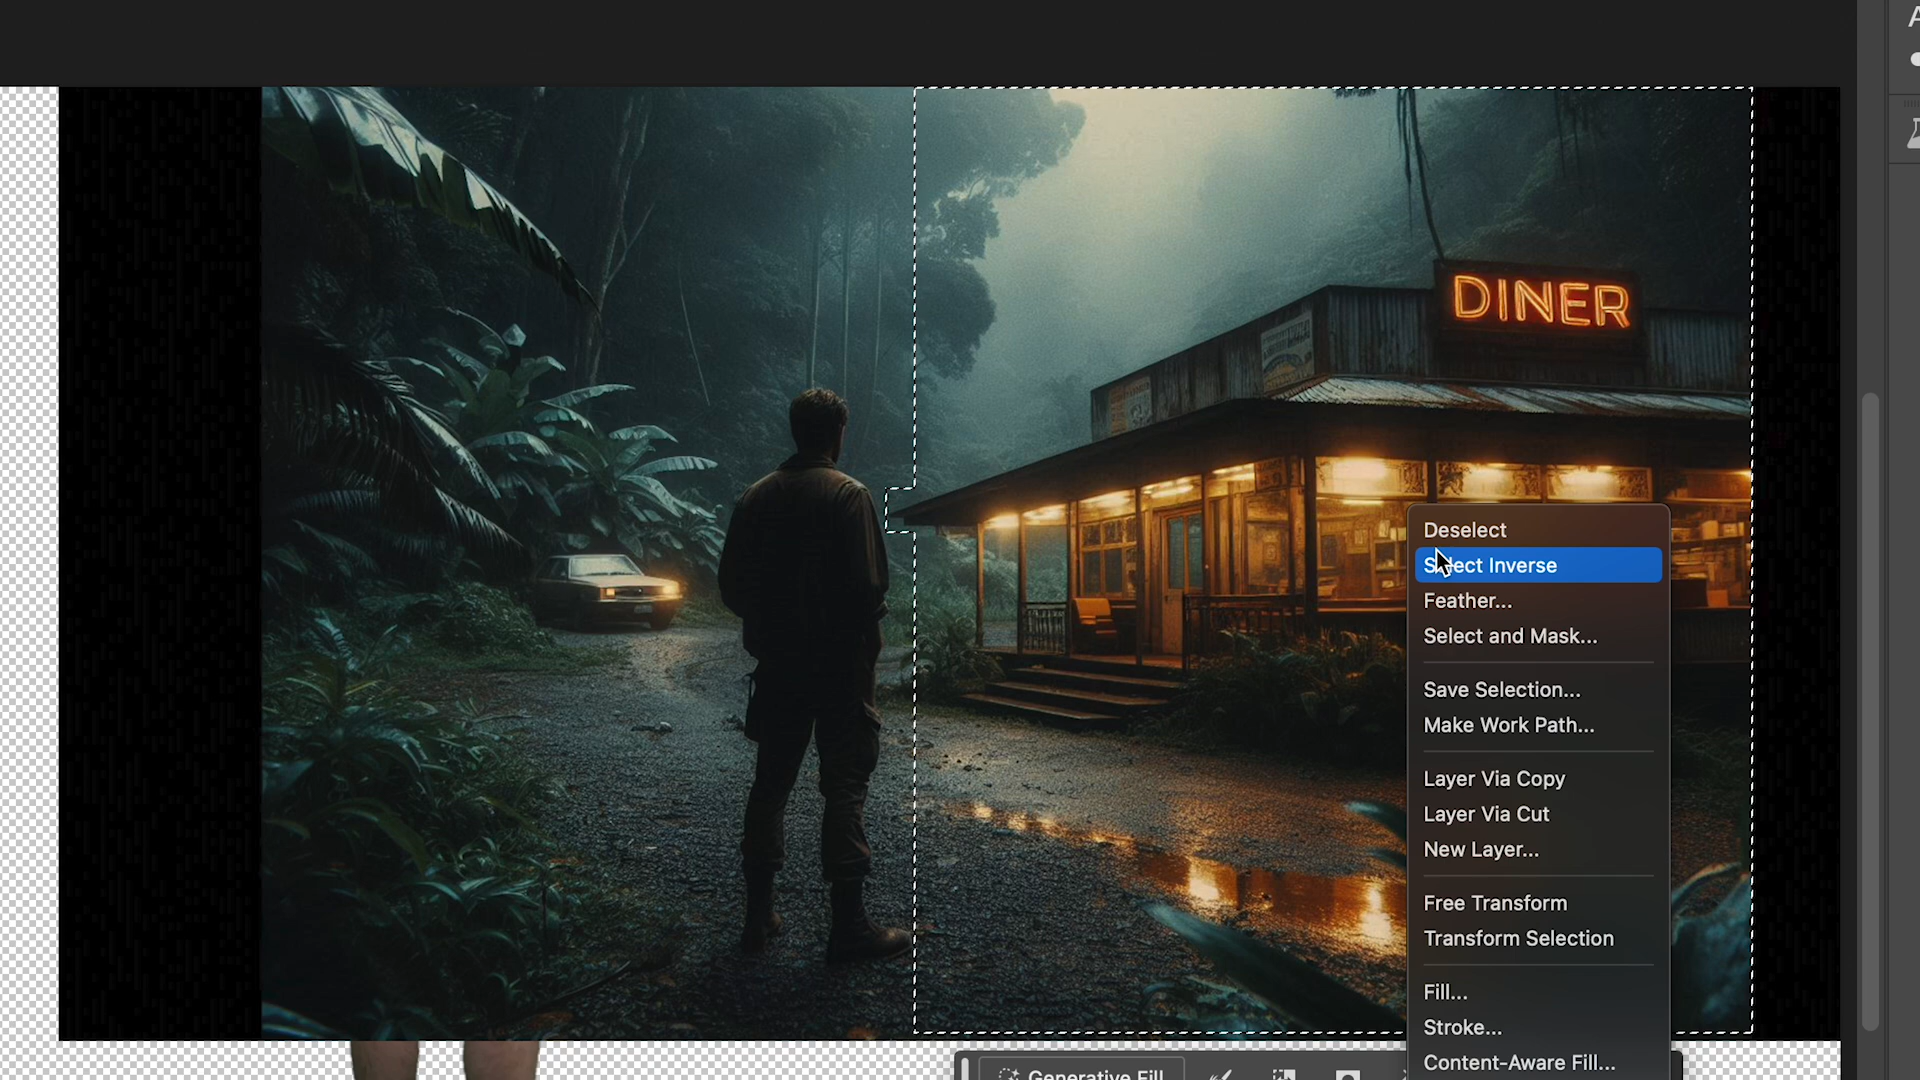 DINER
Deselect
Select Inverse
Feather...
Select and Mask...
Save Selection...
Make Work Path...
Layer Via Copy
Layer Via Cut
New Layer...
Free Transform
Transform Selection
Fill...
Stroke...
Content-Aware Fill...
Generative Fill